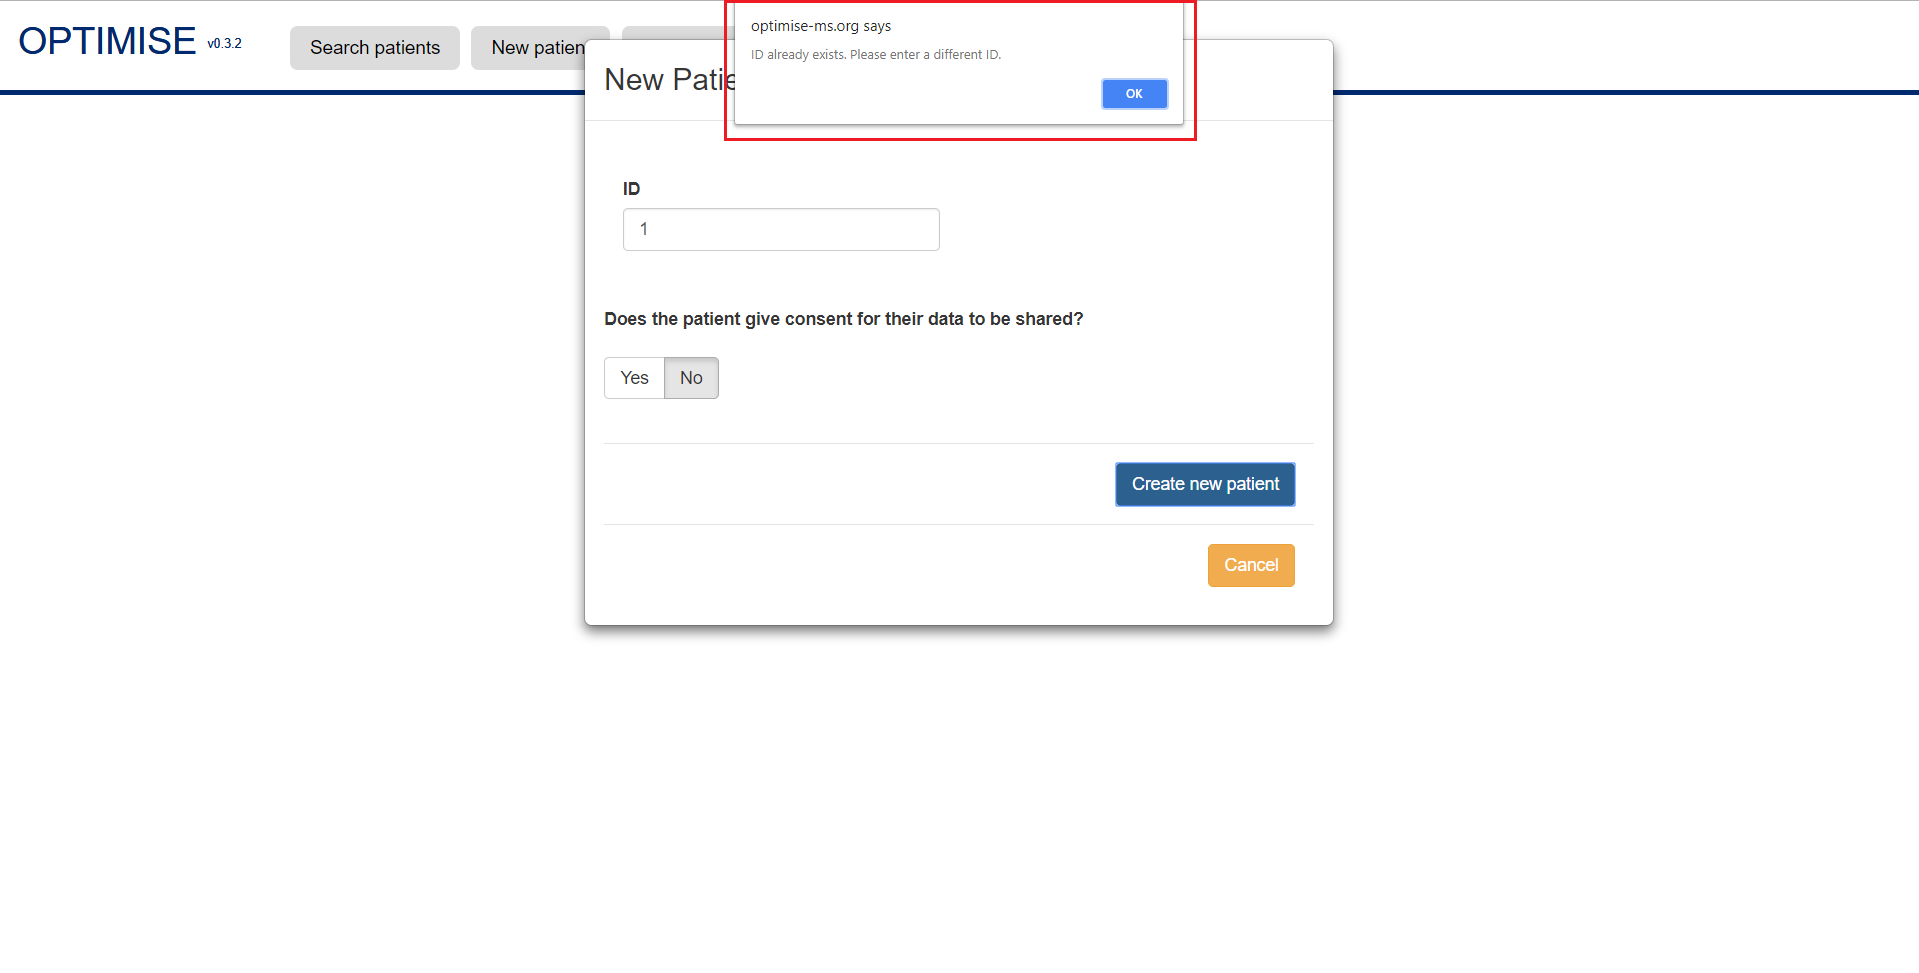 OPTIMISE v0.3.2
Search patients
New patien
optimise-ms.org says
ID already exists. Please enter a different ID.
OK
New Patie
ID
1
Does the patient give consent for their data to be shared?
Yes No
Create new patient
Cancel